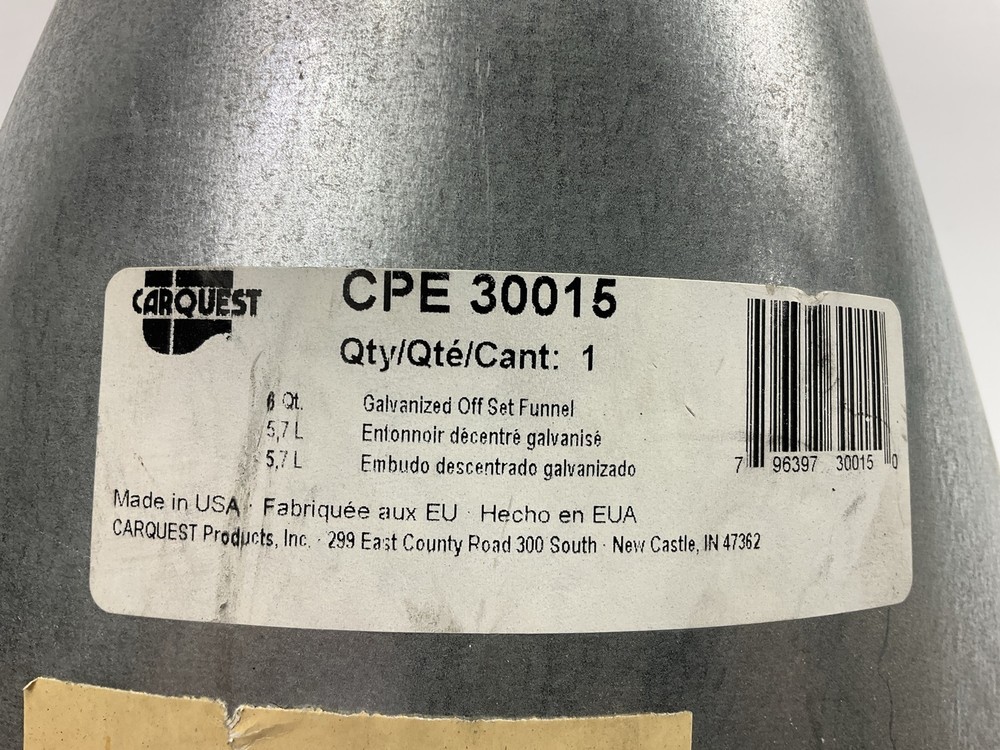 CARQUEST
CPE 30015
Qty/Qté/Cant: 1
6 Qt. Galvanized Off Set Funnel
5,7 L Entonnoir décentré galvanisé
5,7 L Embudo descentrado galvanizado
7 96397 30015 0
Made in USA · Fabriquée aux EU · Hecho en EUA
CARQUEST Products, Inc. · 299 East County Road 300 South · New Castle, IN 47362